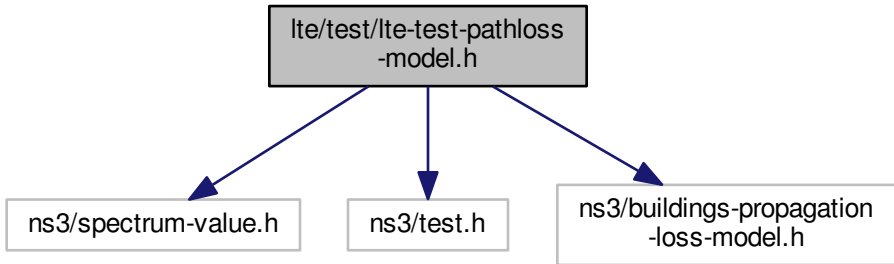 lte/test/lte-test-pathloss
-model.h
ns3/spectrum-value.h
ns3/test.h
ns3/buildings-propagation
-loss-model.h